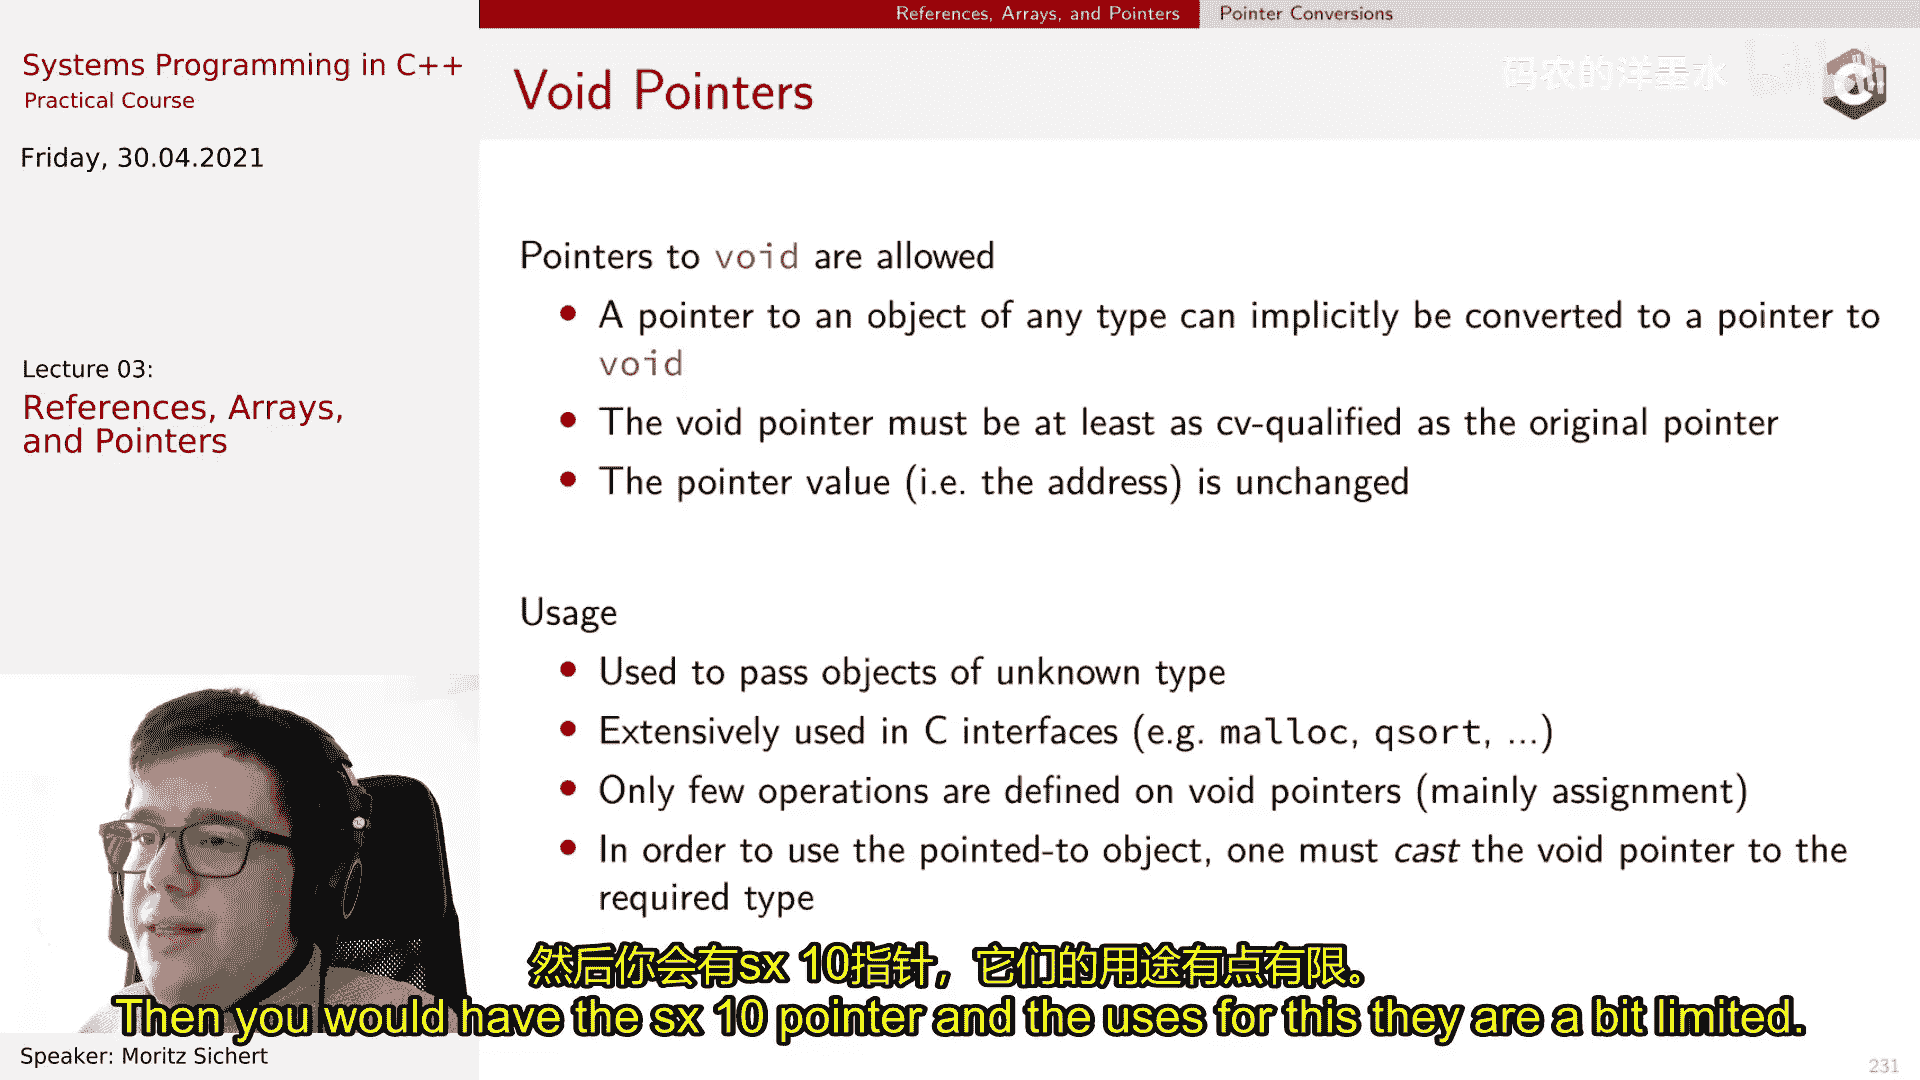 References, Arrays, and Pointers
Pointer Conversions
Systems Programming in C++
Practical Course
Friday, 30.04.2021
Lecture 03:
References, Arrays,
and Pointers
Void Pointers
码农的洋墨水
Pointers to void are allowed
• A pointer to an object of any type can implicitly be converted to a pointer to
void
• The void pointer must be at least as cv-qualified as the original pointer
• The pointer value (i.e. the address) is unchanged
Usage
• Used to pass objects of unknown type
• Extensively used in C interfaces (e.g. malloc, qsort, ...)
• Only few operations are defined on void pointers (mainly assignment)
• In order to use the pointed-to object, one must cast the void pointer to the
required type
然后你会有sx 10指针，它们的用途有点有限。
Then you would have the sx 10 pointer and the uses for this they are a bit limited.
Speaker: Moritz Sichert
231